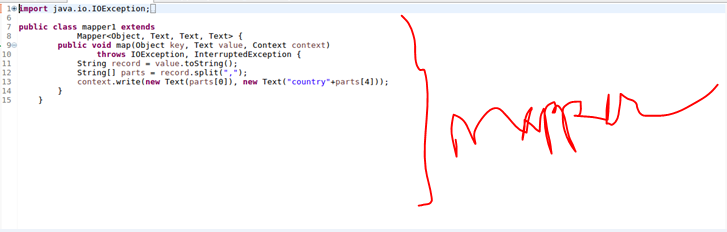 1 import java.io.IOException;
6
7 public class mapper1 extends
8 Mapper<Object, Text, Text, Text> {
9 public void map(Object key, Text value, Context context)
10 throws IOException, InterruptedException {
11 String record = value.toString();
12 String[] parts = record.split(",");
13 context.write(new Text(parts[0]), new Text("country"+parts[4]));
14 }
15 }
mapper